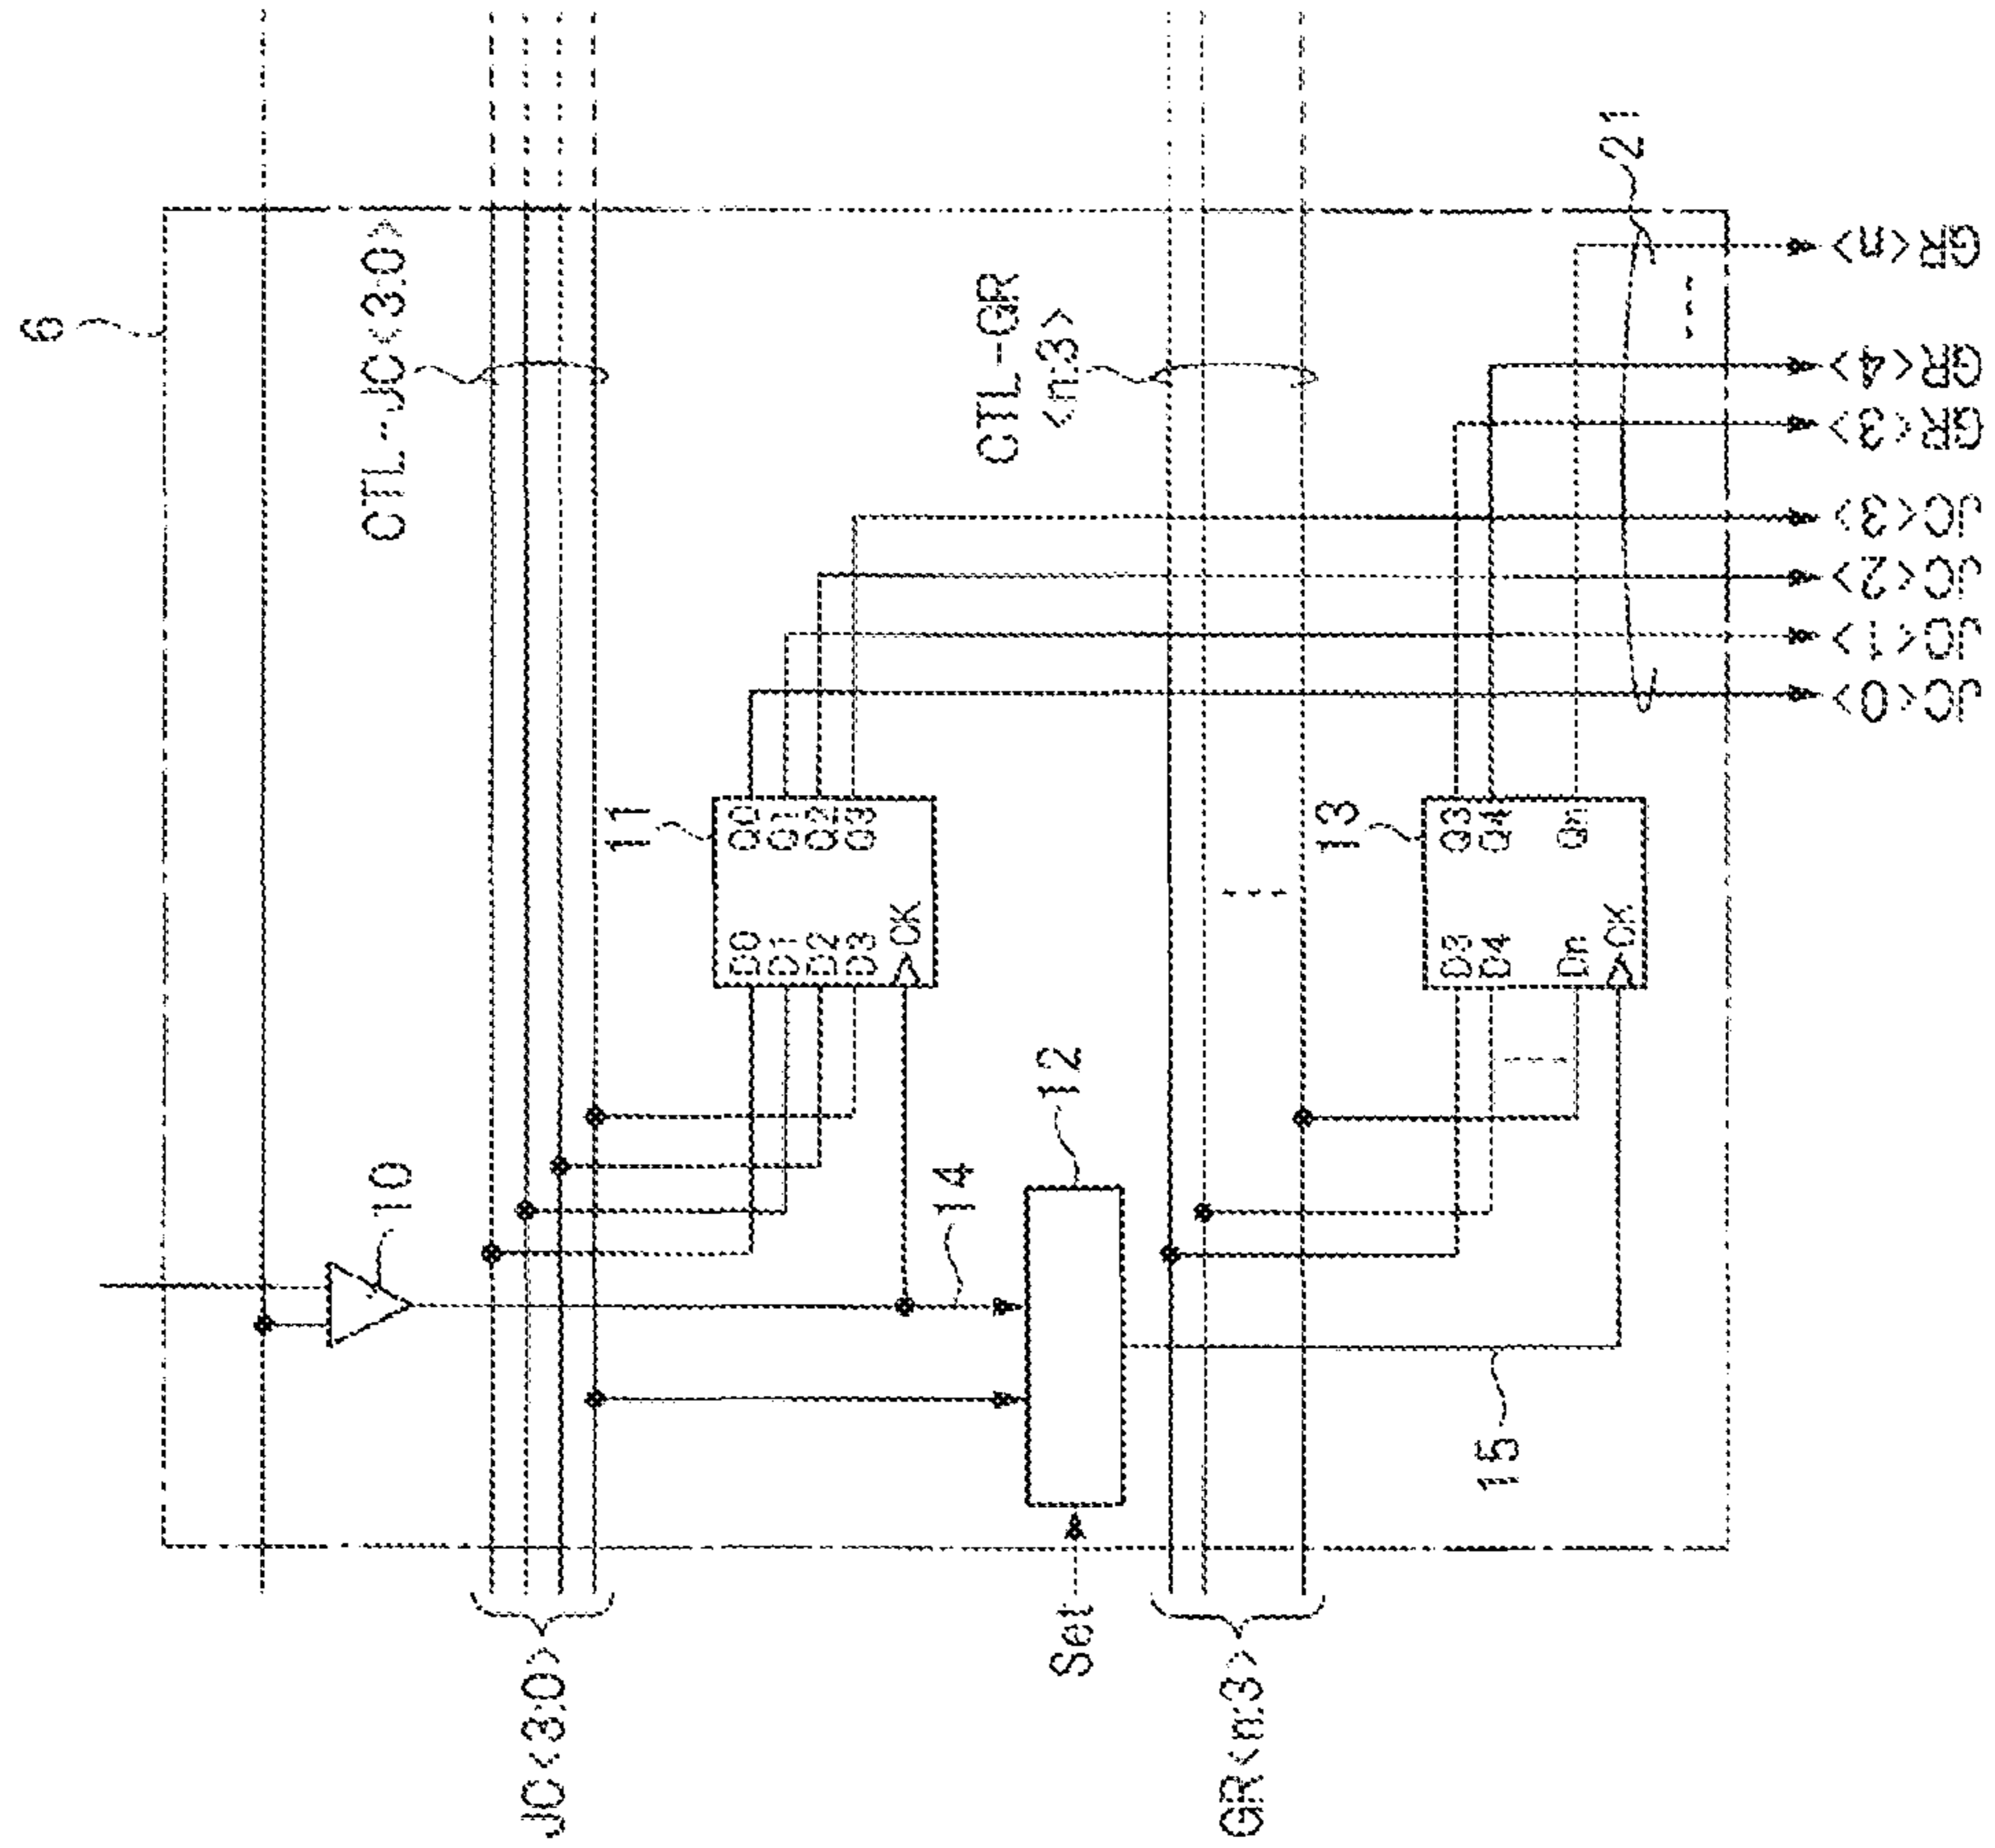 6
CTL-JC<3:0>
10
11
D0
D1
D2
D3
CK
Q0
Q1
Q2
Q3
14
12
Set
JC<3:0>
CTL-GR
<n:3>
GR<n:3>
13
D3
D4
Dn
CK
Q3
Q4
Qn
15
21
JC<0>
JC<1>
JC<2>
JC<3>
GR<3>
GR<4>
GR<n>